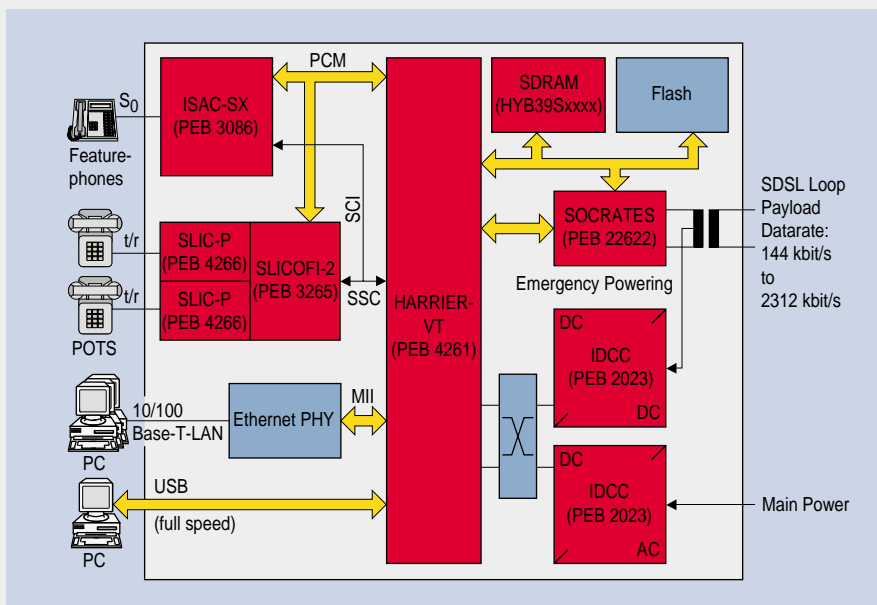 PCM
S0
ISAC-SX
(PEB 3086)
Feature-
phones
SCI
t/r
SLIC-P
(PEB 4266)
SLICOFI-2
(PEB 3265)
t/r
SLIC-P
(PEB 4266)
POTS
SSC
HARRIER-
VT
(PEB 4261)
SDRAM
(HYB39Sxxxx)
Flash
SOCRATES
(PEB 22622)
Emergency Powering
SDSL Loop
Payload
Datarate:
144 kbit/s
to
2312 kbit/s
DC
IDCC
(PEB 2023)
DC
10/100
Base-T-LAN
PC
Ethernet PHY
MII
USB
(full speed)
PC
DC
IDCC
(PEB 2023)
AC
Main Power